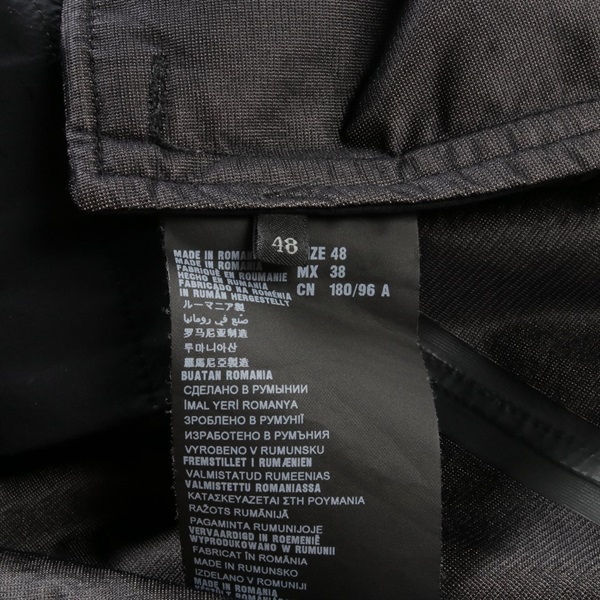 48
MADE IN ROMANIA
MADE IN ROMANIA
FABRIQUÉ EN ROUMANIE
HECHO EN RUMANIA
FABRICADO NA ROMÉNIA
IN RUMÄN HERGESTELLT
ルーマニア製
صنع في رومانيا
罗马尼亚制造
루마니아산
羅馬尼亞製造
BUATAN ROMANIA
СДЕЛАНО В РУМЫНИИ
İMAL YERİ ROMANYA
ЗРОБЛЕНО В РУМУНІЇ
ИЗРАБОТЕНО В РУМЪНИЯ
VYROBENO V RUMUNSKU
FREMSTILLET I RUMÆNIEN
VALMISTATUD RUMEENIAS
VALMISTETTU ROMANIASSA
ΚΑΤΑΣΚΕΥΑΖΕΤΑΙ ΣΤΗ ΡΟΥΜΑΝΙΑ
RAŽOTS RUMĀNIJĀ
PAGAMINTA RUMUNIJOJE
VERVAARDIGD IN ROEMENIË
WYPRODUKOWANO W RUMUNII
FABRICAT ÎN ROMÂNIA
MADE IN RUMUNSKO
IZDELANO V ROMUNIJI
MADE IN ROMANIA
SIZE 48
MX 38
CN 180/96 A